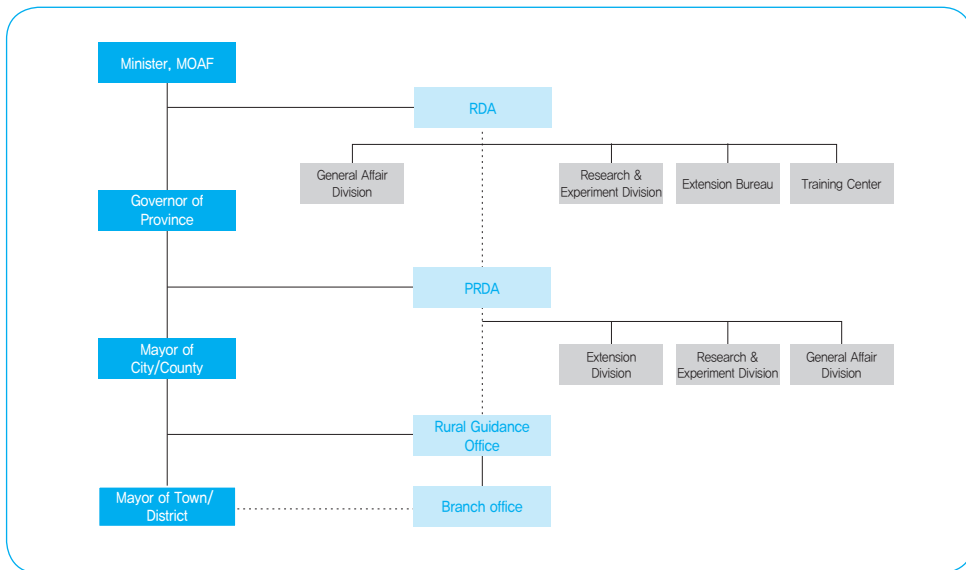 Minister, MOAF
RDA
General Affair
Division
Research &
Experiment Division
Extension Bureau
Training Center
Governor of
Province
PRDA
Mayor of
City/County
Extension
Division
Research &
Experiment Division
General Affair
Division
Rural Guidance
Office
Mayor of Town/
District
Branch office